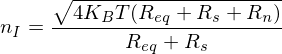 n_I = \frac{\sqrt{4K_BT(R_{eq} + R_s + R_n)}}{R_{eq} + R_s}